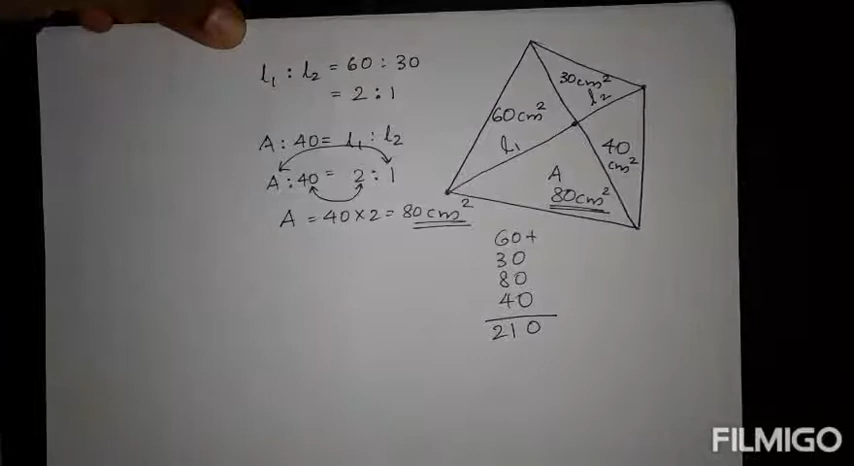 l₁ : l₂ = 60 : 30
= 2 : 1
A : 40 = l₁ : l₂
A : 40 = 2 : 1
A = 40 × 2 = 80 cm²
30 cm²
l₂
60 cm²
l₁
40
cm²
A
80 cm²
60 +
30
80
40
210
FILMIGO